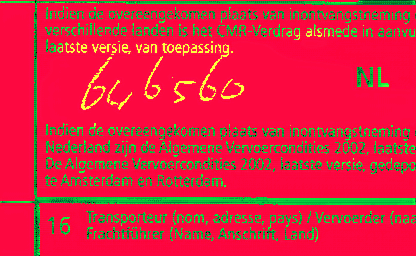 Indien de overeengekomen plaats van inontvangstneming
verschillende landen is het CMR-Verdrag alsmede in aanvu
laatste versie, van toepassing.
646560
NL
Indien de overeengekomen plaats van inontvangstneming
Nederland zijn de Algemene Vervoercondities 2002, laatste
De Algemene Vervoercondities 2002, laatste versie, gedepo
te Amsterdam en Rotterdam.
16 Transporteur (nom, adresse, pays) / Vervoerder (naa
Frachtführer (Name, Anschrift, Land)